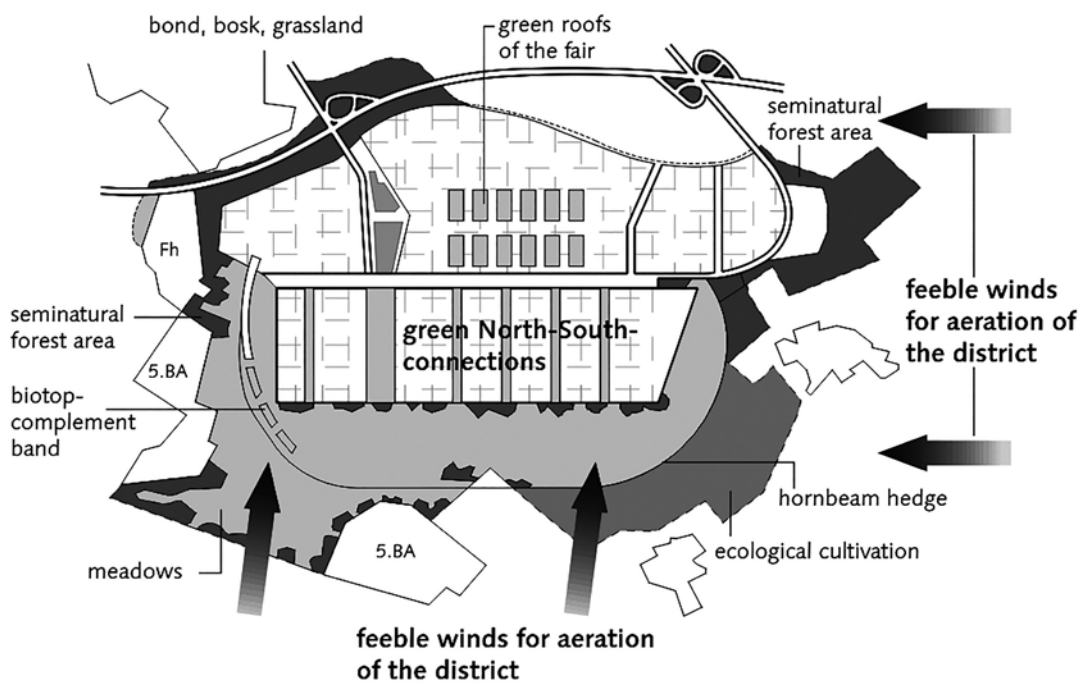 bond, bosk, grassland
green roofs
of the fair
seminatural
forest area
Fh
feeble winds
for aeration of
the district
seminatural
forest area
green North-South-
connections
5.BA
biotop-
complement
band
hornbeam hedge
5.BA
ecological cultivation
meadows
feeble winds for aeration
of the district